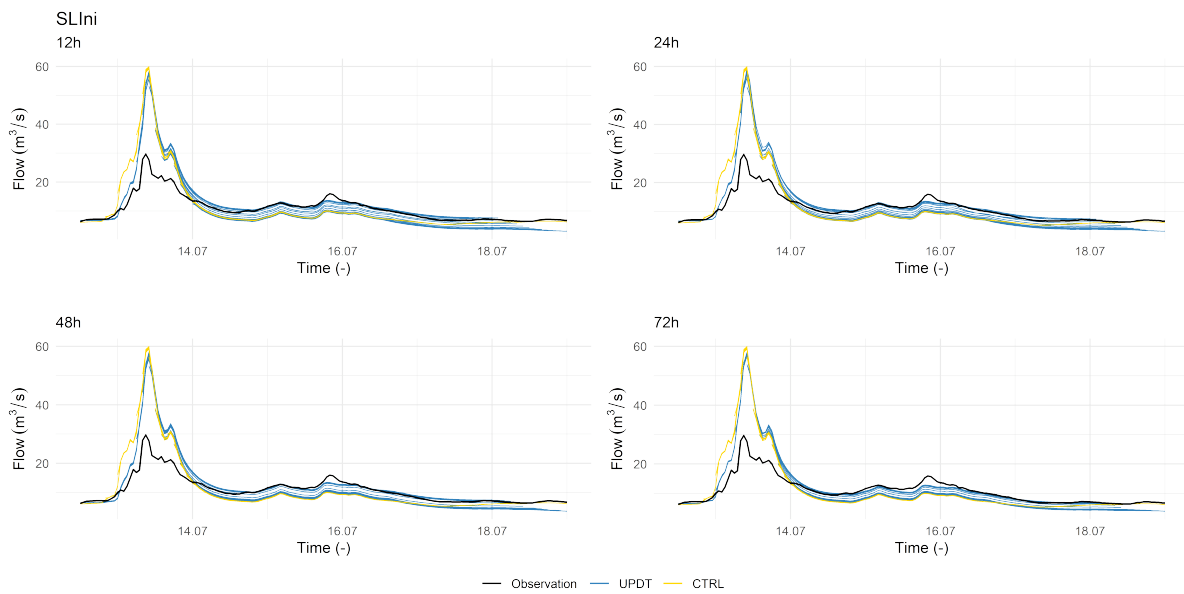 SLIni
12h
60
40
20
Flow (m³/s)
14.07
16.07
18.07
Time (-)
24h
60
40
20
Flow (m³/s)
14.07
16.07
18.07
Time (-)
48h
60
40
20
Flow (m³/s)
14.07
16.07
18.07
Time (-)
72h
60
40
20
Flow (m³/s)
14.07
16.07
18.07
Time (-)
Observation UPDT CTRL